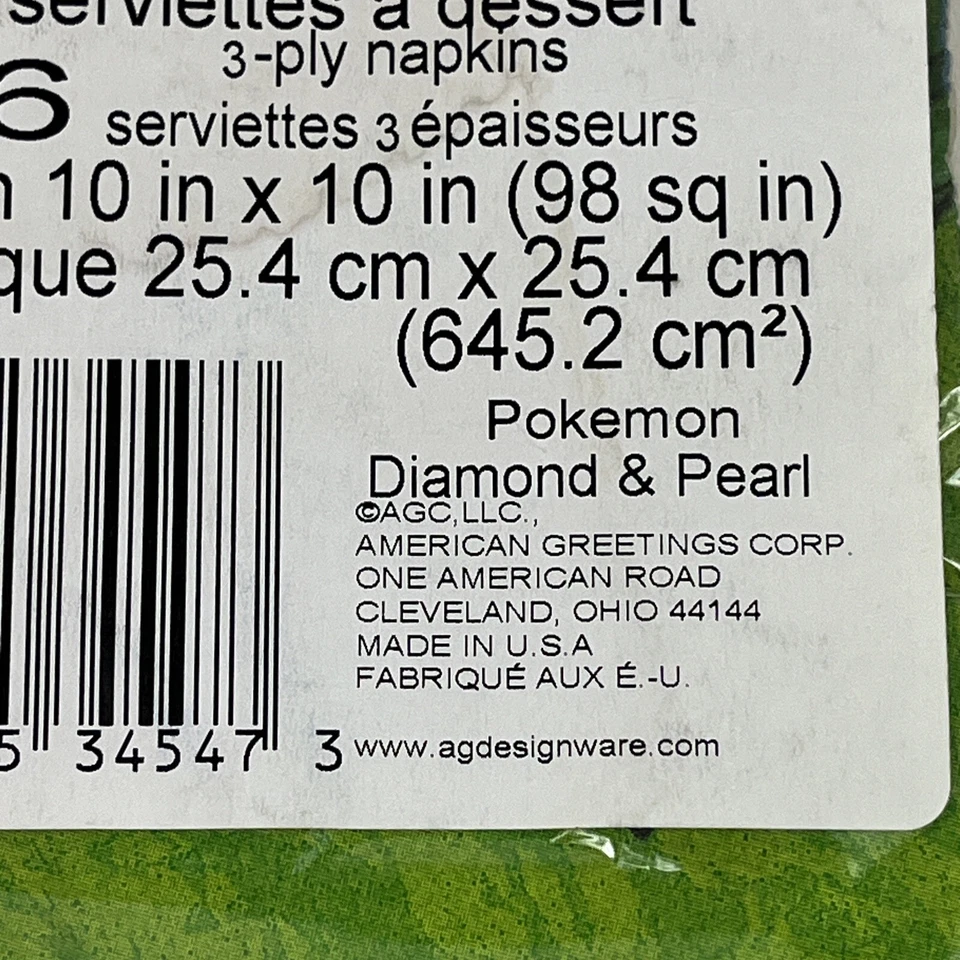 serviettes à dessert
3-ply napkins
6
serviettes 3 épaisseurs
10 in x 10 in (98 sq in)
que 25.4 cm x 25.4 cm
(645.2 cm²)
Pokemon
Diamond & Pearl
©AGC,LLC.,
AMERICAN GREETINGS CORP.
ONE AMERICAN ROAD
CLEVELAND, OHIO 44144
MADE IN U.S.A
FABRIQUÉ AUX É.-U.
5 34547 3
www.agdesignware.com